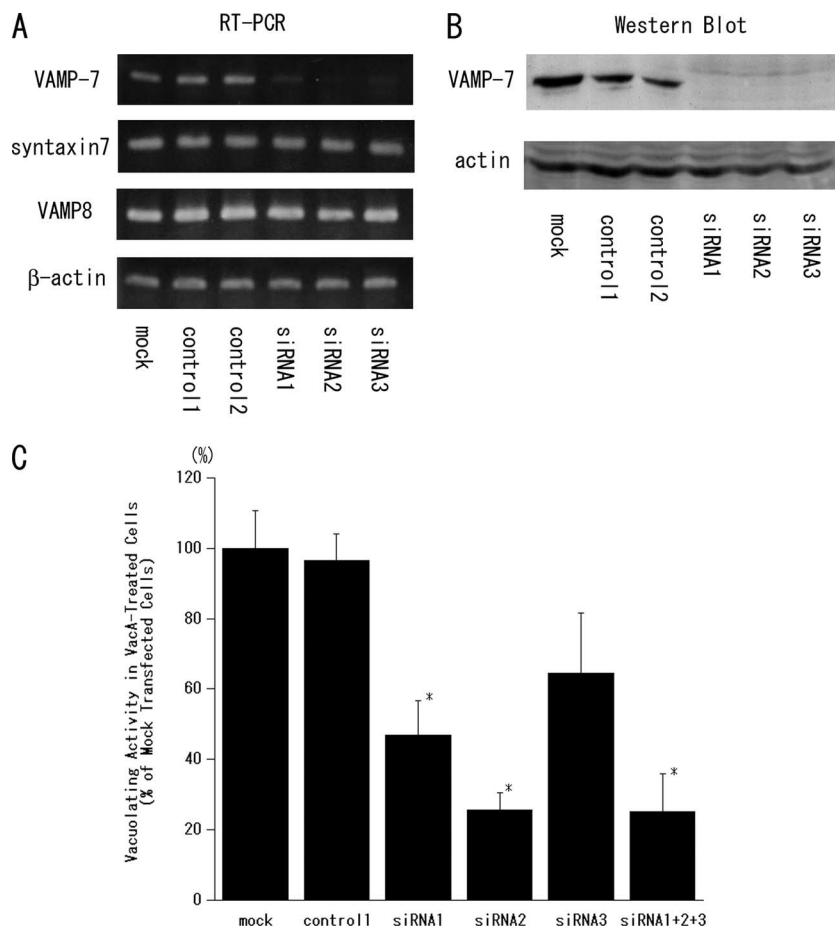 A
RT-PCR
VAMP-7
syntaxin7
VAMP8
β-actin
mock
control1
control2
siRNA1
siRNA2
siRNA3
B
Western Blot
VAMP-7
actin
mock
control1
control2
siRNA1
siRNA2
siRNA3
C
(%)
Vacuolating Activity in VacA-Treated Cells
(% of Mock Transfected Cells)
120
100
80
60
40
20
0
*
*
*
mock control1 siRNA1 siRNA2 siRNA3 siRNA1+2+3